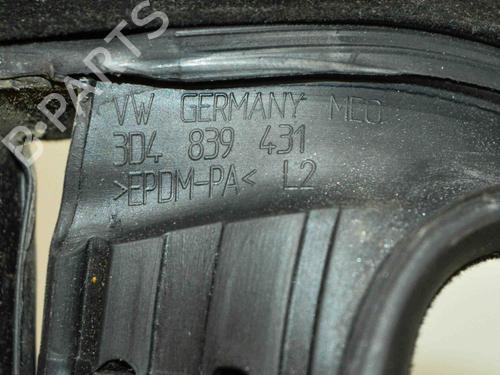 B-PARTS
VW GERMANY MEO
3D4 839 431
>EPDM-PA< L2